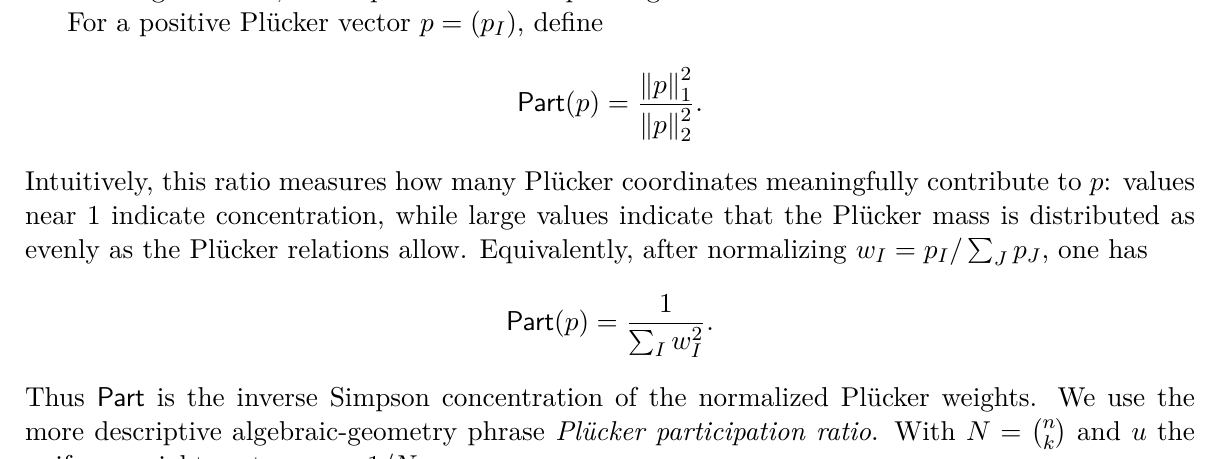 For a positive Plücker vector p = (p_I), define
Part(p) = ‖p‖₁² / ‖p‖₂².
Intuitively, this ratio measures how many Plücker coordinates meaningfully contribute to p: values
near 1 indicate concentration, while large values indicate that the Plücker mass is distributed as
evenly as the Plücker relations allow. Equivalently, after normalizing w_I = p_I / ∑_J p_J, one has
Part(p) = 1 / ∑_I w_I².
Thus Part is the inverse Simpson concentration of the normalized Plücker weights. We use the
more descriptive algebraic-geometry phrase Plücker participation ratio. With N = (n k) and u the